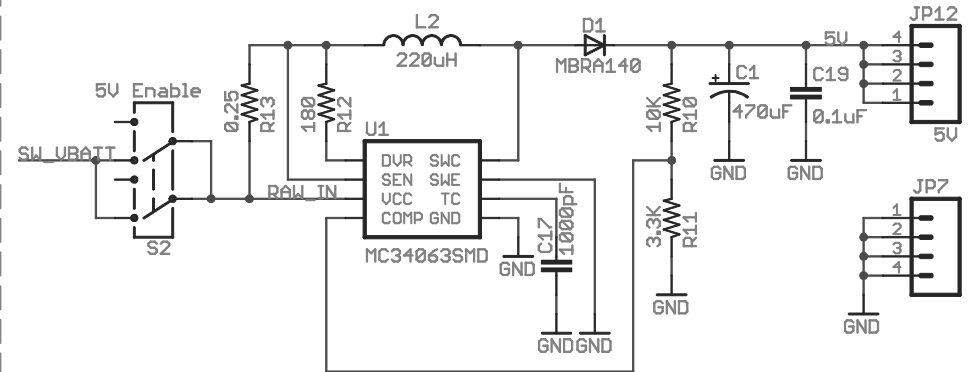 JP12
L2
D1
220uH
MBRA140
5V
4
3
2
1
5V
5V Enable
0.25
R13
180
R12
10K
R10
C1
470uF
C19
0.1uF
U1
SW_VBATT
DVR SWC
SEN SWE
VCC TC
COMP GND
RAW_IN
MC34063SMD
S2
GND
GND
JP7
1
2
3
4
C17
1000pF
3.3K
R11
GND
GND
GND
GND
GND